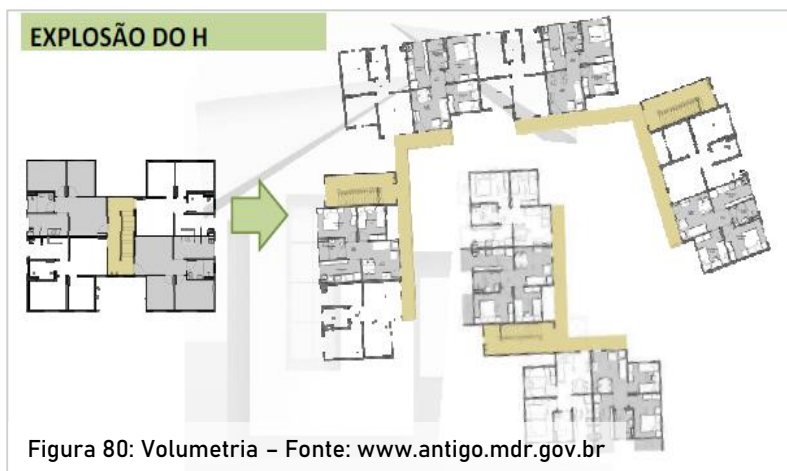 EXPLOSÃO DO H
Figura 80: Volumetria – Fonte: www.antigo.mdr.gov.br